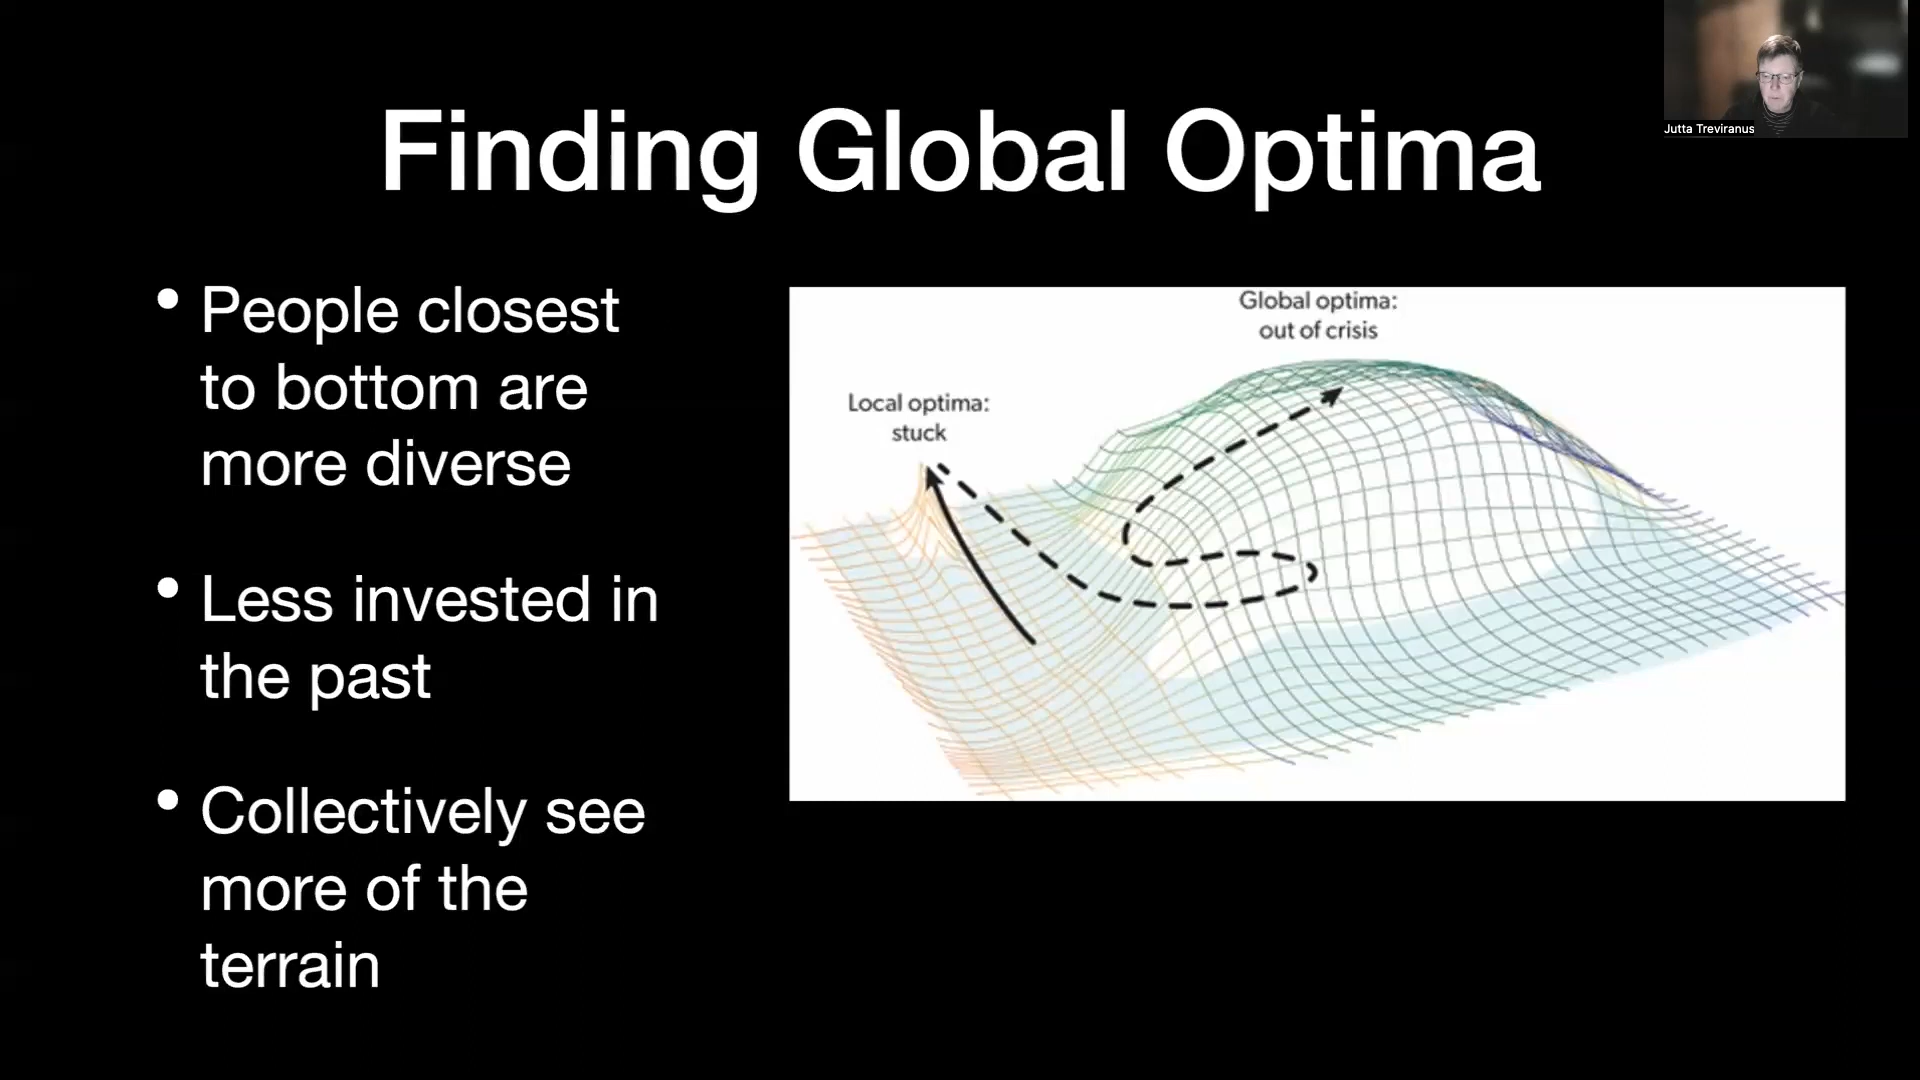 Jutta Treviranus
Finding Global Optima
• People closest
to bottom are
more diverse
• Less invested in
the past
• Collectively see
more of the
terrain
Global optima:
out of crisis
Local optima:
stuck